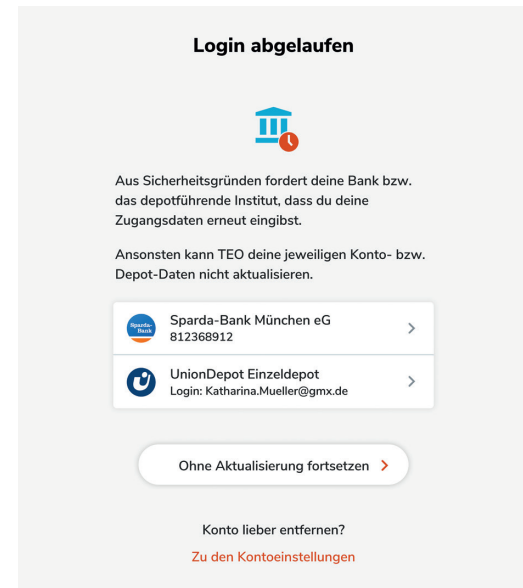 Login abgelaufen
Aus Sicherheitsgründen fordert deine Bank bzw.
das depotführende Institut, dass du deine
Zugangsdaten erneut eingibst.
Ansonsten kann TEO deine jeweiligen Konto- bzw.
Depot-Daten nicht aktualisieren.
Sparda-
Bank
Sparda-Bank München eG
812368912
UnionDepot Einzeldepot
Login: Katharina.Mueller@gmx.de
Ohne Aktualisierung fortsetzen
Konto lieber entfernen?
Zu den Kontoeinstellungen